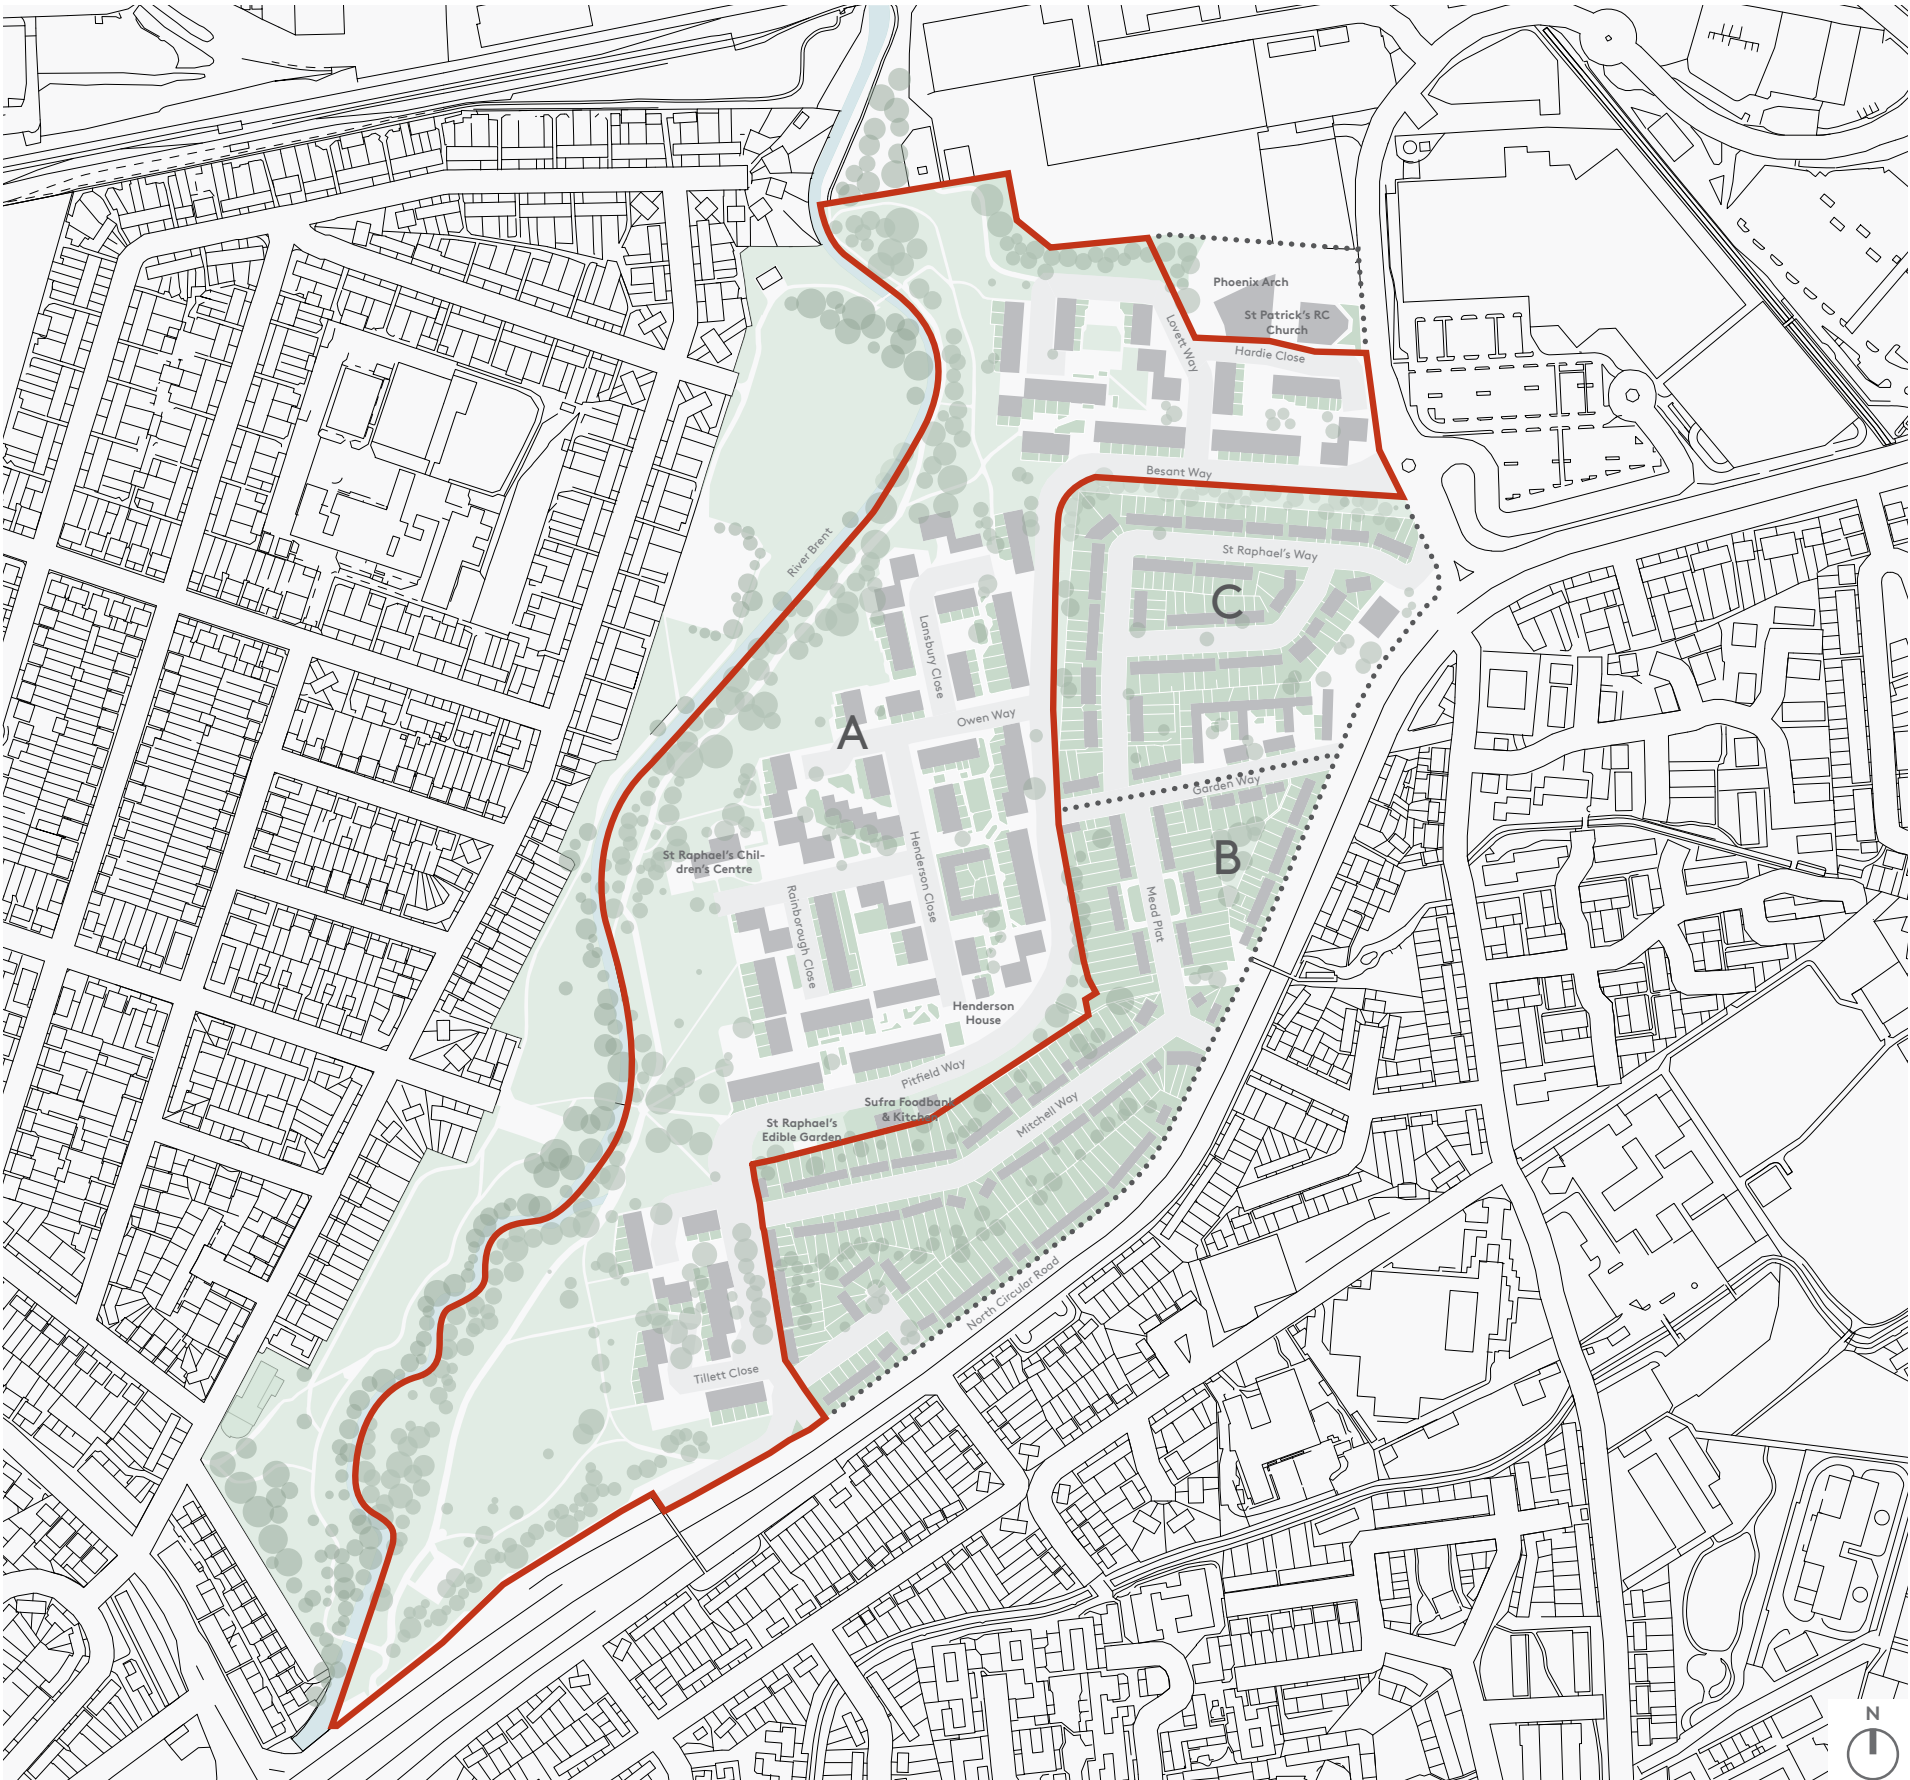 Phoenix Arch
St Patrick's RC
Church
Hardie Close
Lovett Way
Besant Way
River Brent
St Raphael's Way
C
Lansbury Close
Owen Way
A
Garden Way
B
St Raphael's Chil-
dren's Centre
Henderson Close
Rainborough Close
Mead Plat
Henderson
House
Pitfield Way
Sufra Foodbank
& Kitchen
Mitchell Way
St Raphael's
Edible Garden
North Circular Road
Tillett Close
N